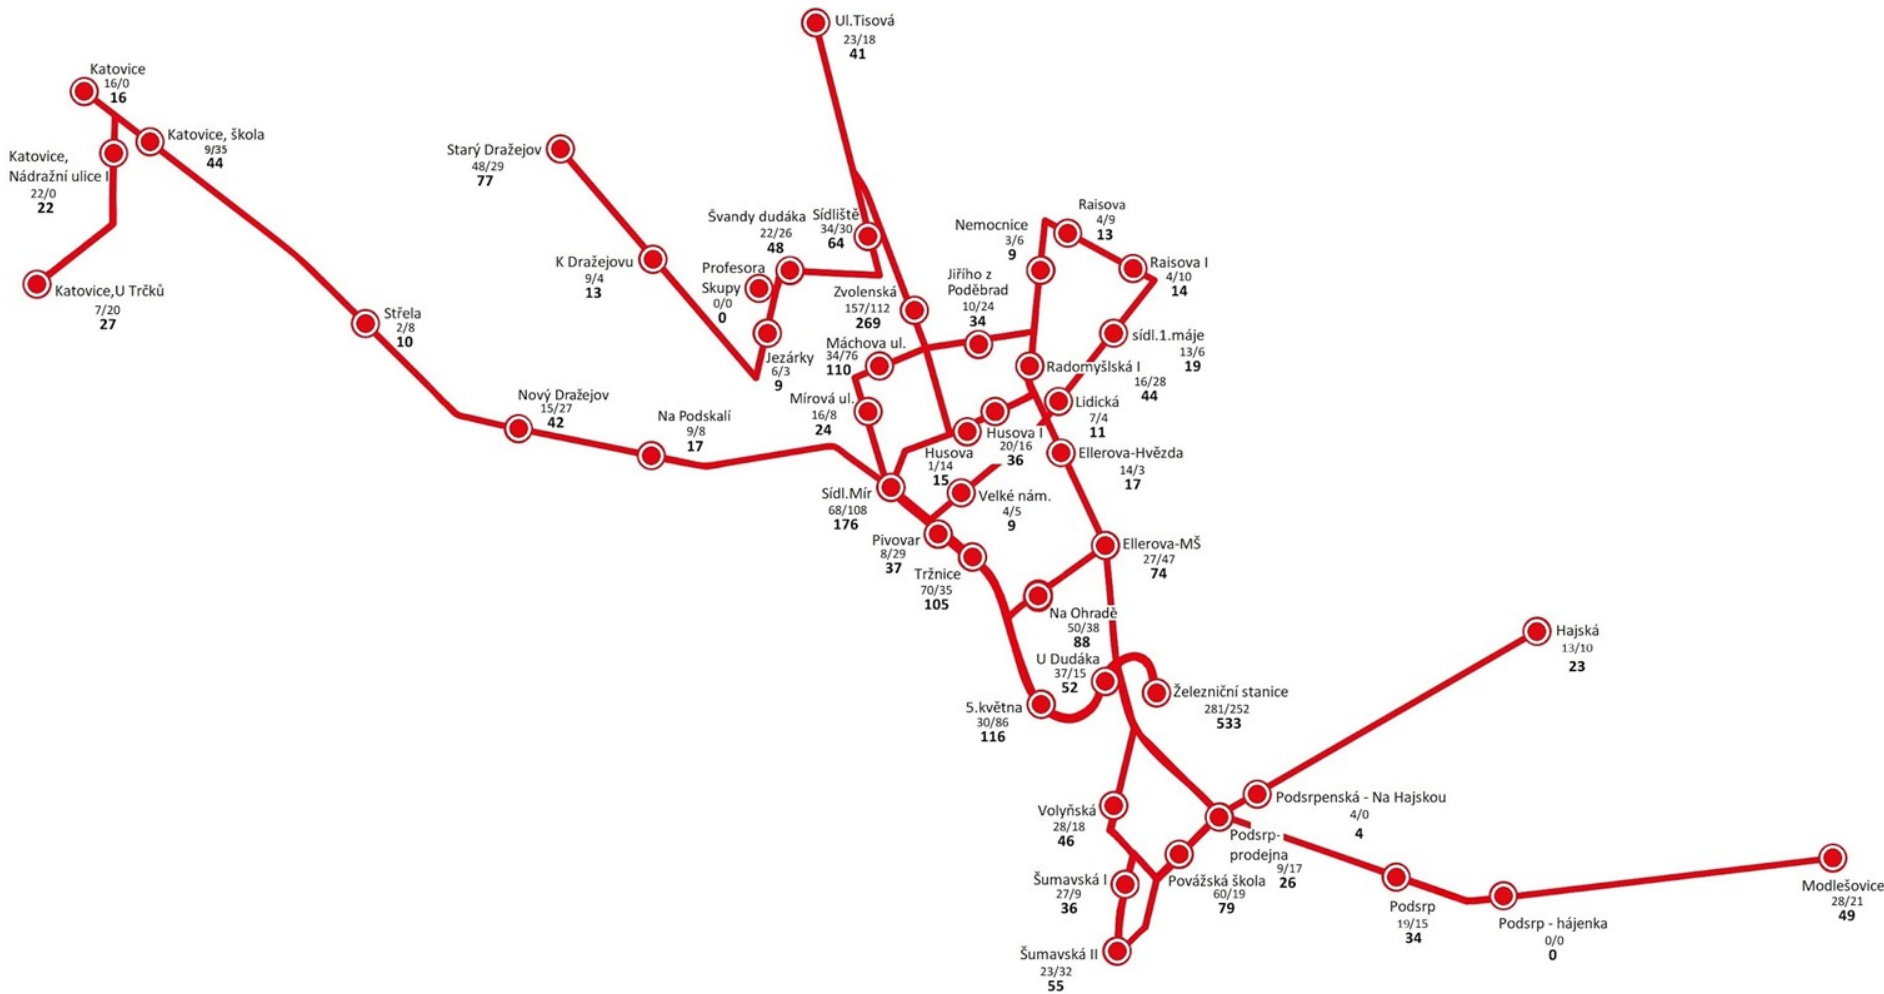 Ul.Tisová
23/18
41
Katovice
16/0
16
Katovice, škola
9/35
44
Katovice,
Nádražní ulice I
22/0
22
Katovice,U Trčků
7/20
27
Starý Dražejov
48/29
77
K Dražejovu
9/4
13
Švandy dudáka
22/26
48
Sídliště
34/30
64
Profesora
Skupy
0/0
0
Jezárky
6/3
9
Zvolenská
157/112
269
Nemocnice
3/6
9
Raisova
4/9
13
Raisova I
4/10
14
Jiřího z
Poděbrad
10/24
34
sídl.1.máje
13/6
19
Střela
2/8
10
Máchova ul.
34/76
110
Radomyšlská I
16/28
44
Mírová ul.
16/8
24
Lidická
7/4
11
Nový Dražejov
15/27
42
Na Podskalí
9/8
17
Husova I
20/16
36
Husova
1/14
15
Ellerova-Hvězda
14/3
17
Sídl.Mír
68/108
176
Velké nám.
4/5
9
Pivovar
8/29
37
Tržnice
70/35
105
Ellerova-MŠ
27/47
74
Na Ohradě
50/38
88
U Dudáka
37/15
52
5.května
30/86
116
Železniční stanice
281/252
533
Hajská
13/10
23
Podsrpenská - Na Hajskou
4/0
4
Volyňská
28/18
46
Podsrp-
prodejna
9/17
26
Šumavská I
27/9
36
Povážská škola
60/19
79
Podsrp
19/15
34
Podsrp - hájenka
0/0
0
Modlešovice
28/21
49
Šumavská II
23/32
55